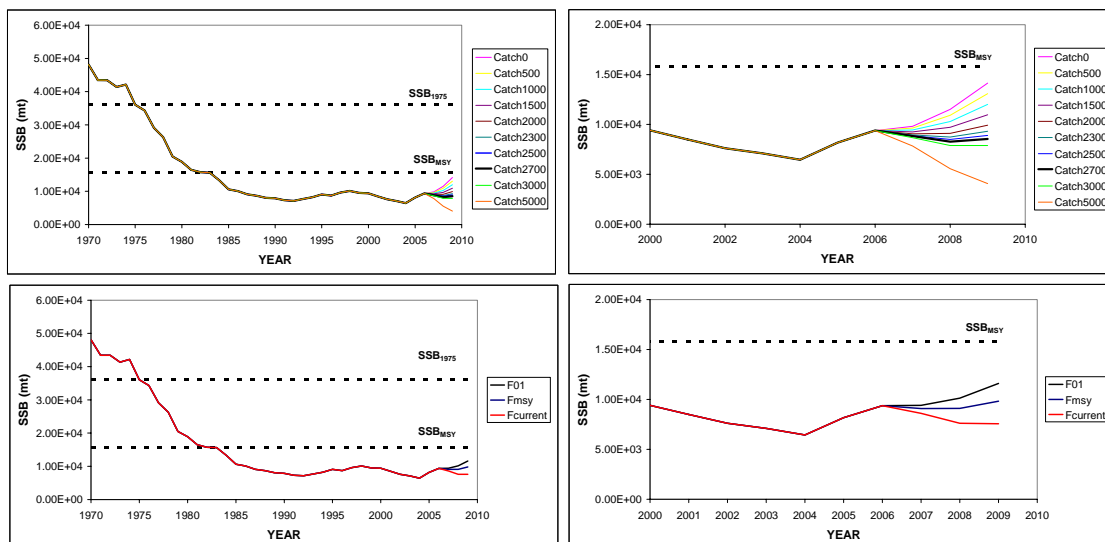 6.00E+04
5.00E+04
4.00E+04
3.00E+04
2.00E+04
1.00E+04
0.00E+00
SSB (mt)
SSB1975
SSBMSY
1970 1975 1980 1985 1990 1995 2000 2005 2010
YEAR
Catch0
Catch500
Catch1000
Catch1500
Catch2000
Catch2300
Catch2500
Catch2700
Catch3000
Catch5000
2.00E+04
1.50E+04
1.00E+04
5.00E+03
0.00E+00
SSB (mt)
SSBMSY
2000 2002 2004 2006 2008 2010
YEAR
Catch0
Catch500
Catch1000
Catch1500
Catch2000
Catch2300
Catch2500
Catch2700
Catch3000
Catch5000
6.00E+04
5.00E+04
4.00E+04
3.00E+04
2.00E+04
1.00E+04
0.00E+00
SSB (mt)
SSB1975
SSBMSY
1970 1975 1980 1985 1990 1995 2000 2005 2010
YEAR
F01
Fmsy
Fcurrent
2.00E+04
1.50E+04
1.00E+04
5.00E+03
0.00E+00
SSB (mt)
SSBMSY
2000 2001 2002 2003 2004 2005 2006 2007 2008 2009 2010
YEAR
F01
Fmsy
Fcurrent